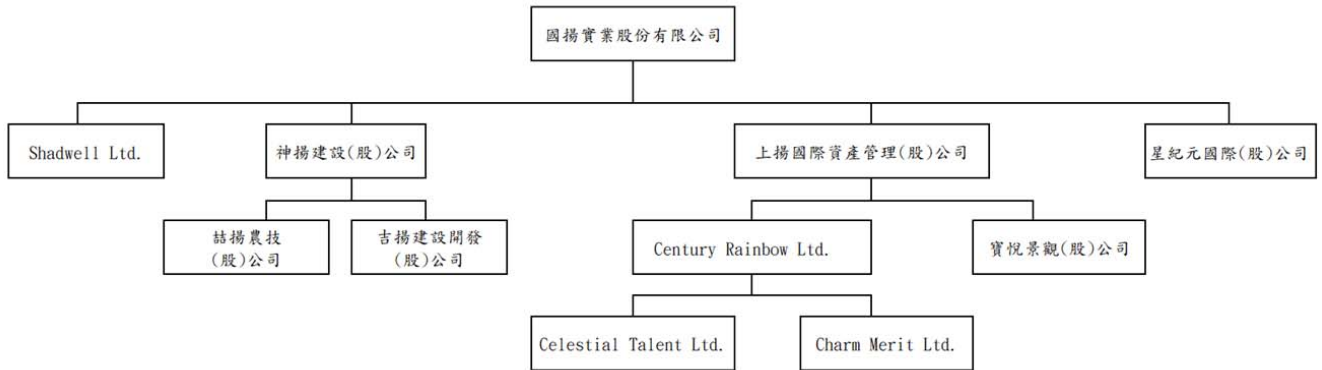 國揚實業股份有限公司
Shadwell Ltd.
神揚建設(股)公司
上揚國際資產管理(股)公司
星紀元國際(股)公司
喆揚農技
(股)公司
吉揚建設開發
(股)公司
Century Rainbow Ltd.
寶悅景觀(股)公司
Celestial Talent Ltd.
Charm Merit Ltd.